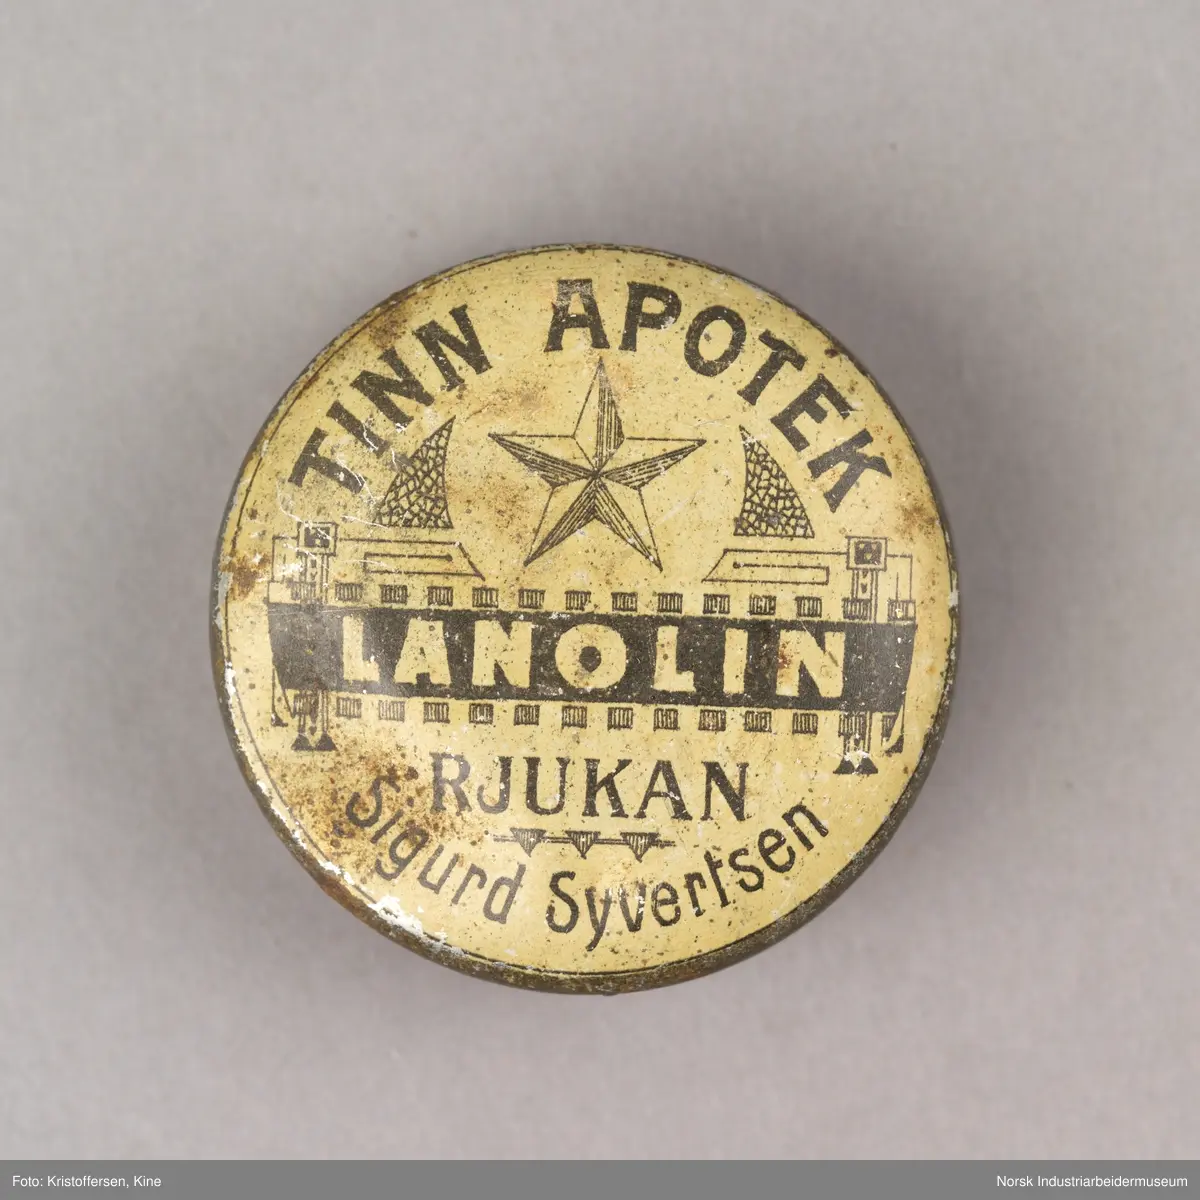 TINN APOTEK
LANOLIN
RJUKAN
Sigurd Syvertsen
Foto: Kristoffersen, Kine
Norsk Industriarbeidermuseum